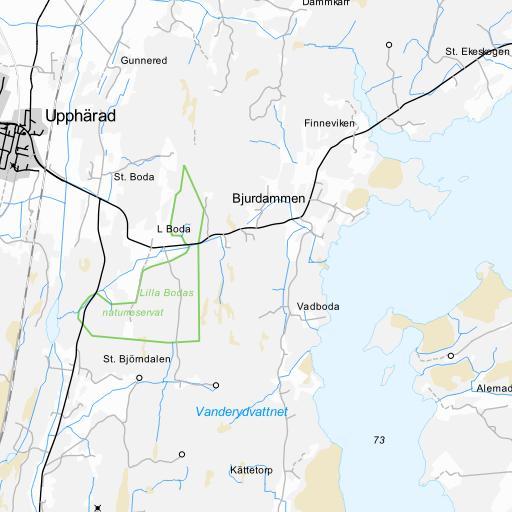 Dammkärr
St. Ekeskogen
Gunnered
Upphärad
Finneviken
St. Boda
Bjurdammen
L Boda
Lilla Bodas
naturreservat
Vadboda
St. Björndalen
Alemad
Vanderydvattnet
73
Kättetorp